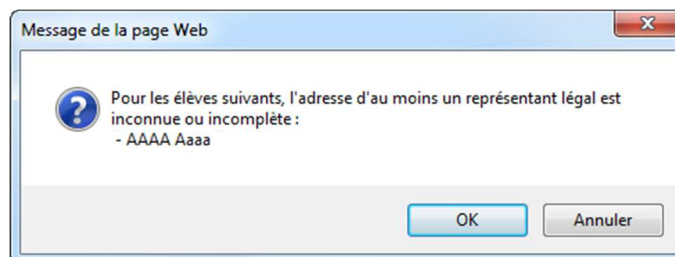 Message de la page Web
Pour les élèves suivants, l'adresse d'au moins un représentant légal est
inconnue ou incomplète :
- AAAA Aaaa
OK
Annuler